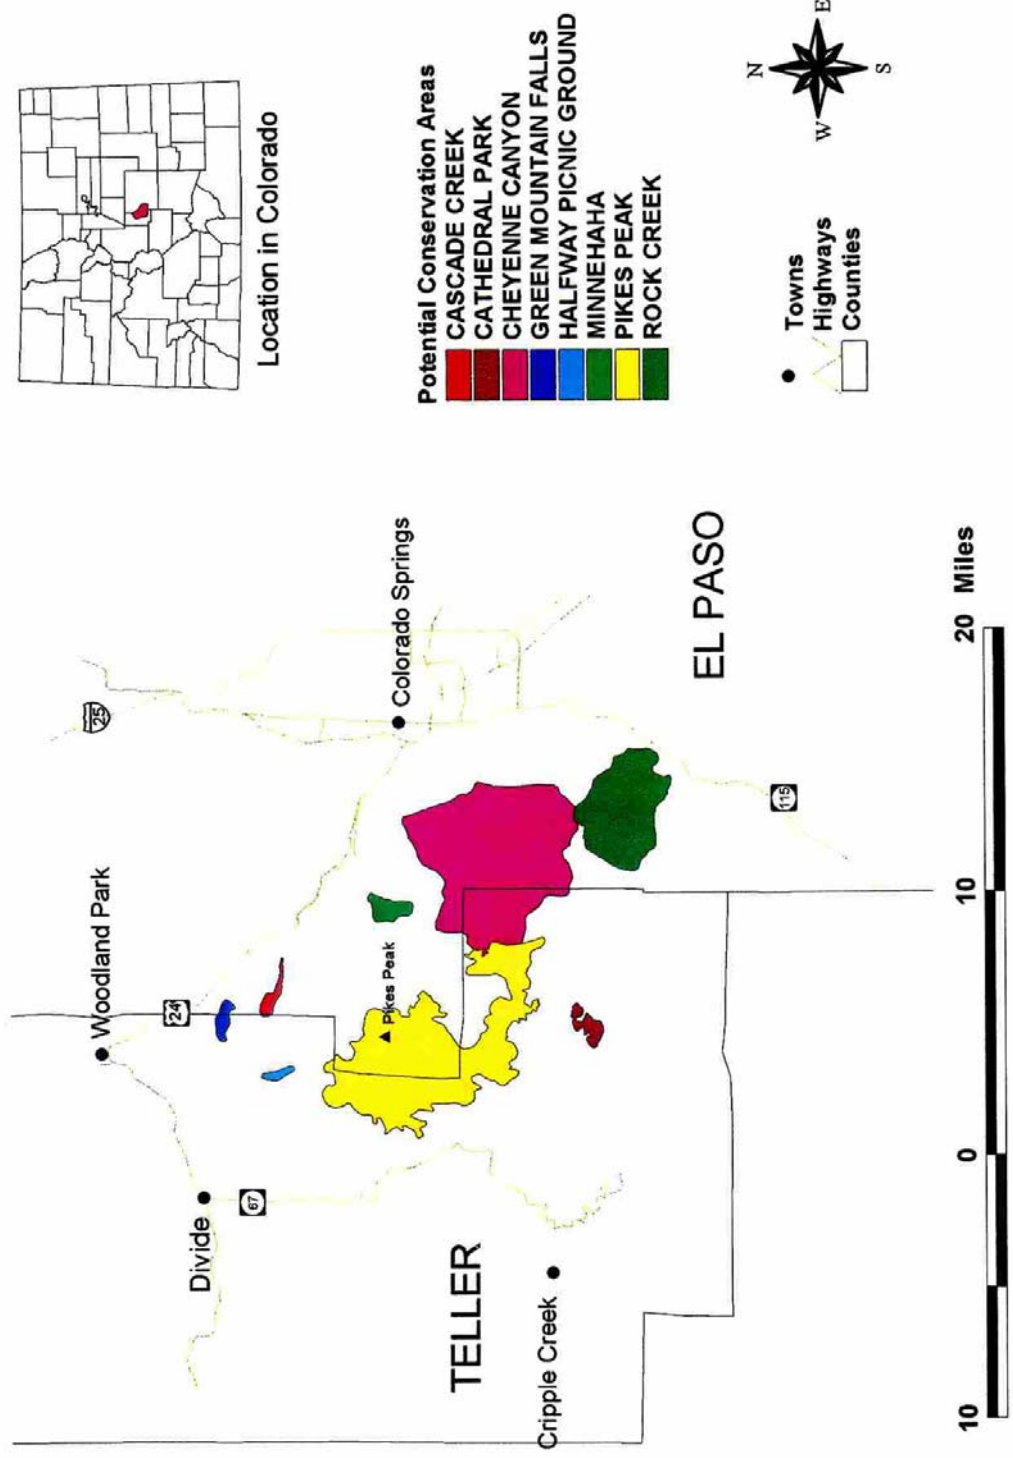 Location in Colorado
Potential Conservation Areas
CASCADE CREEK
CATHEDRAL PARK
CHEYENNE CANYON
GREEN MOUNTAIN FALLS
HALFWAY PICNIC GROUND
MINNEHAHA
PIKES PEAK
ROCK CREEK
Towns
Highways
Counties
N
W
E
S
Woodland Park
24
25
Divide
67
Pikes Peak
Colorado Springs
TELLER
Cripple Creek
EL PASO
115
10 0 10 20 Miles